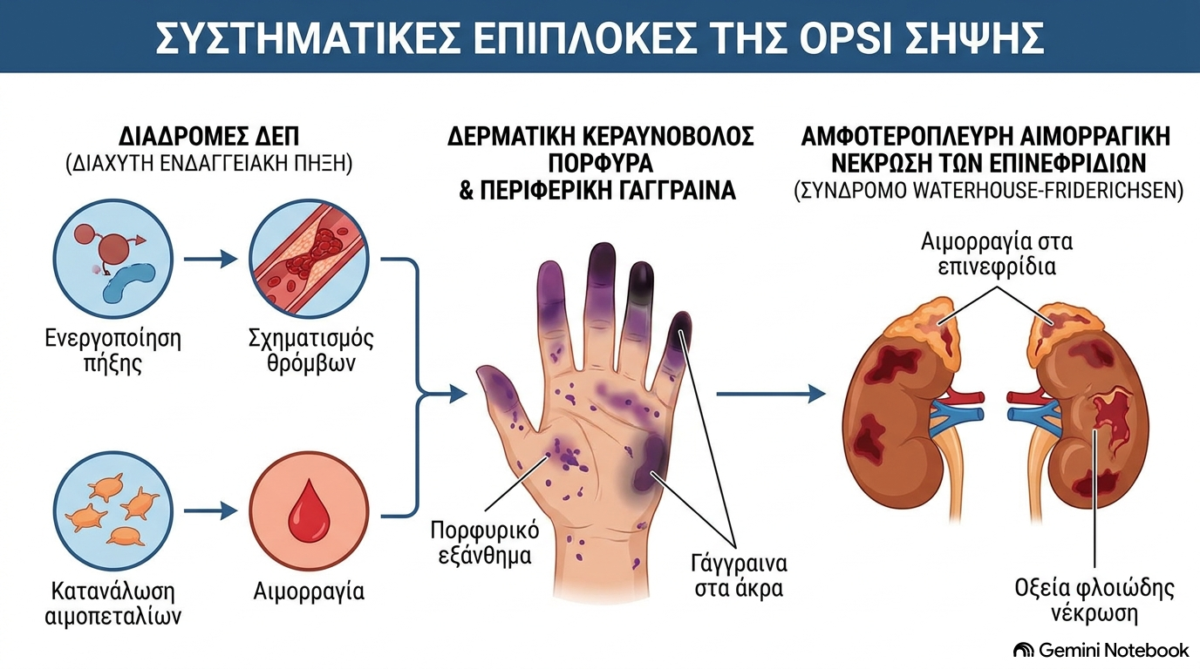 ΣΥΣΤΗΜΑΤΙΚΕΣ ΕΠΙΠΛΟΚΕΣ ΤΗΣ OPSI ΣΗΨΗΣ
ΔΙΑΔΡΟΜΕΣ ΔΕΠ
(ΔΙΑΧΥΤΗ ΕΝΔΑΓΓΕΙΑΚΗ ΠΗΞΗ)
Ενεργοποίηση
πήξης
Σχηματισμός
θρόμβων
Κατανάλωση
αιμοπεταλίων
Αιμορραγία
ΔΕΡΜΑΤΙΚΗ ΚΕΡΑΥΝΟΒΟΛΟΣ
ΠΟΡΦΥΡΑ
& ΠΕΡΙΦΕΡΙΚΗ ΓΑΓΓΡΑΙΝΑ
Πορφυρικό
εξάνθημα
Γάγγραινα
στα άκρα
ΑΜΦΟΤΕΡΟΠΛΕΥΡΗ ΑΙΜΟΡΡΑΓΙΚΗ
ΝΕΚΡΩΣΗ ΤΩΝ ΕΠΙΝΕΦΡΙΔΙΩΝ
(ΣΥΝΔΡΟΜΟ WATERHOUSE-FRIDERICHSEN)
Αιμορραγία στα
επινεφρίδια
Οξεία φλοιώδης
νέκρωση
Gemini Notebook